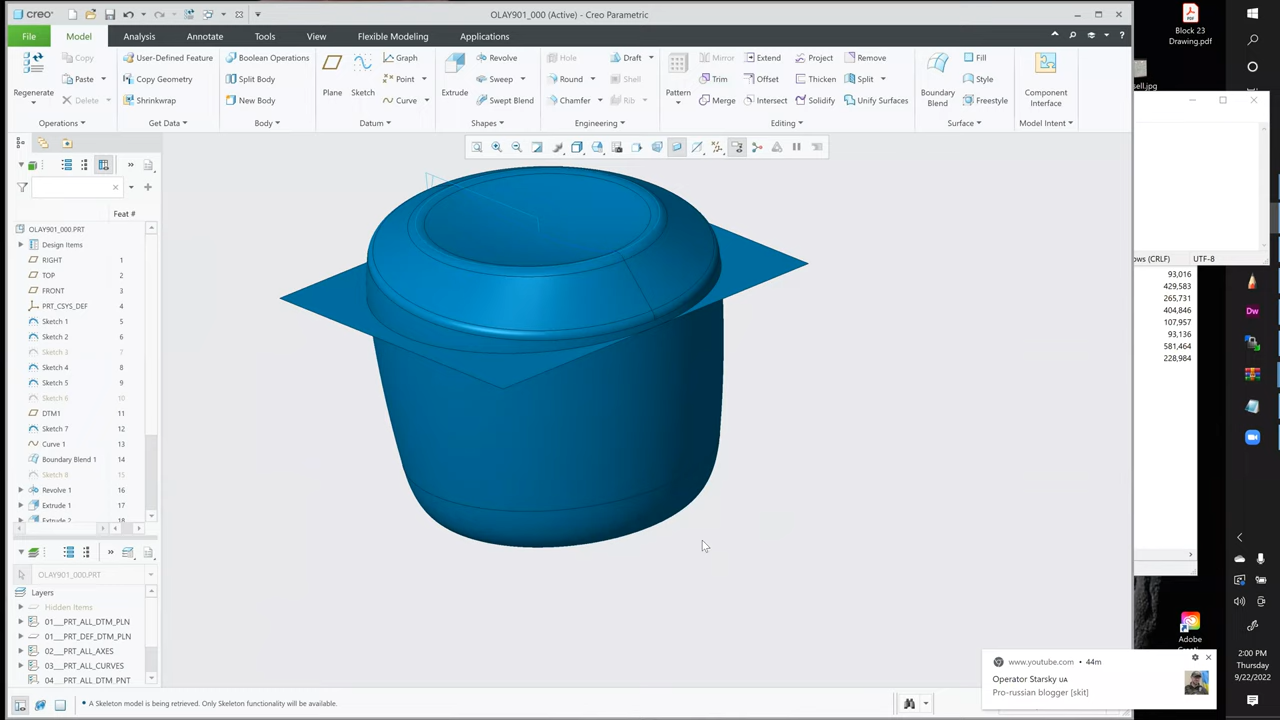 creo
OLAY901_000 (Active) - Creo Parametric
File Model Analysis Annotate Tools View Flexible Modeling Applications
Regenerate
Copy
Paste
Delete
Operations
User-Defined Feature
Copy Geometry
Shrinkwrap
Get Data
Boolean Operations
Split Body
New Body
Body
Plane
Sketch
Graph
Point
Curve
Datum
Extrude
Revolve
Sweep
Swept Blend
Shapes
Hole
Round
Chamfer
Draft
Shell
Rib
Engineering
Pattern
Mirror
Trim
Merge
Extend
Offset
Intersect
Project
Thicken
Solidify
Remove
Split
Unify Surfaces
Editing
Boundary
Blend
Fill
Style
Freestyle
Surface
Component
Interface
Model Intent
Feat #
OLAY901_000.PRT
Design Items
RIGHT 1
TOP 2
FRONT 3
PRT_CSYS_DEF 4
Sketch 1 5
Sketch 2 6
Sketch 3 7
Sketch 4 8
Sketch 5 9
Sketch 6 10
DTM1 11
Sketch 7 12
Curve 1 13
Boundary Blend 1 14
Sketch 8 15
Revolve 1 16
Extrude 1 17
Extrude 2 18
OLAY901_000.PRT
Layers
Hidden Items
01___PRT_ALL_DTM_PLN
01___PRT_DEF_DTM_PLN
02___PRT_ALL_AXES
03___PRT_ALL_CURVES
04___PRT_ALL_DTM_PNT
• A Skeleton model is being retrieved. Only Skeleton functionality will be available.
Block 23
Drawing.pdf
sell.jpg
ows (CRLF) UTF-8
93,016
429,583
265,731
404,846
107,957
93,136
581,464
228,984
Dw
Adobe
www.youtube.com • 44m
Operator Starsky UA
Pro-russian blogger [skit]
2:00 PM
Thursday
9/22/2022